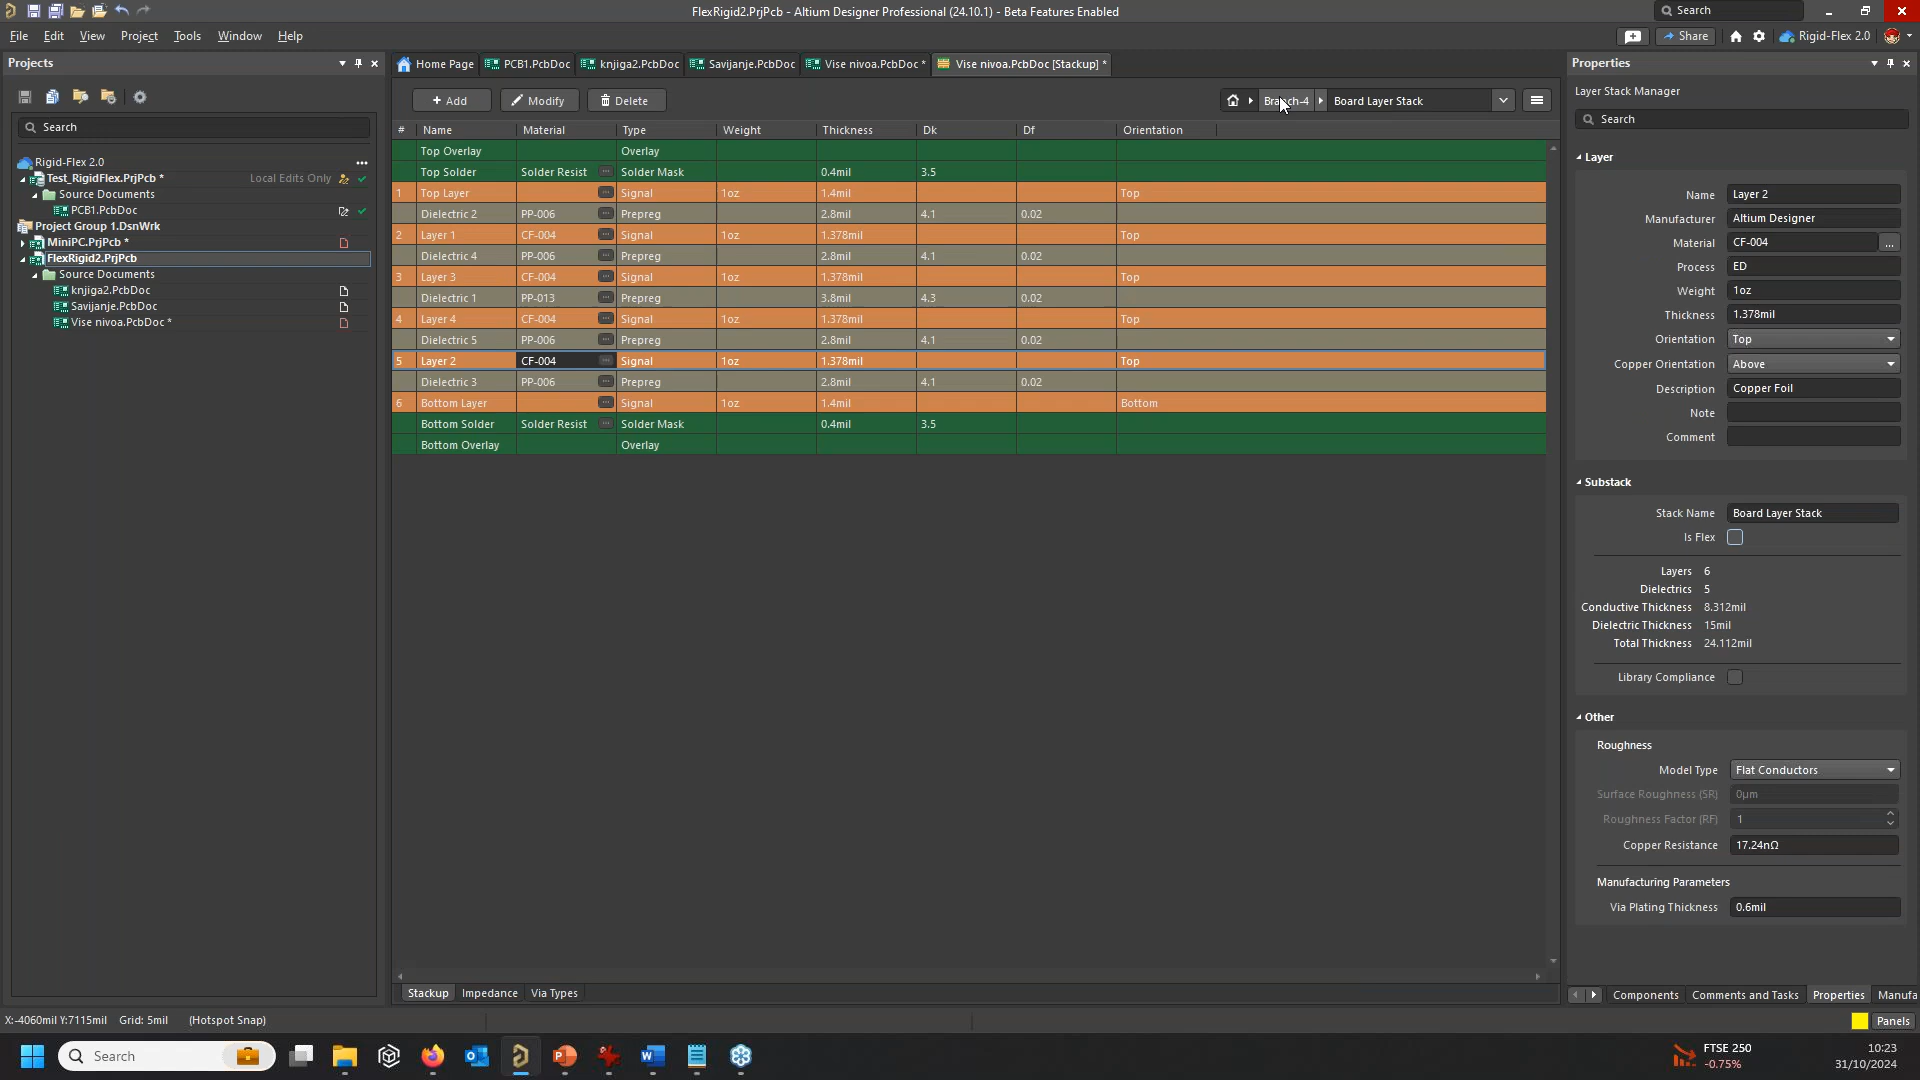 FlexRigid2.PrjPcb - Altium Designer Professional (24.10.1) - Beta Features Enabled
Search
File Edit View Project Tools Window Help
Share
Rigid-Flex 2.0
Projects
Home Page
PCB1.PcbDoc
knjiga2.PcbDoc
Savijanje.PcbDoc
Vise nivoa.PcbDoc *
Vise nivoa.PcbDoc [Stackup] *
Properties
Search
Rigid-Flex 2.0
Test_RigidFlex.PrjPcb * Local Edits Only
Source Documents
PCB1.PcbDoc
Project Group 1.DsnWrk
MiniPC.PrjPcb *
FlexRigid2.PrjPcb
Source Documents
knjiga2.PcbDoc
Savijanje.PcbDoc
Vise nivoa.PcbDoc *
+ Add Modify Delete
Branch-4 Board Layer Stack
# Name Material Type Weight Thickness Dk Df Orientation
Top Overlay Overlay
Top Solder Solder Resist Solder Mask 0.4mil 3.5
1 Top Layer Signal 1oz 1.4mil Top
Dielectric 2 PP-006 Prepreg 2.8mil 4.1 0.02
2 Layer 1 CF-004 Signal 1oz 1.378mil Top
Dielectric 4 PP-006 Prepreg 2.8mil 4.1 0.02
3 Layer 3 CF-004 Signal 1oz 1.378mil Top
Dielectric 1 PP-013 Prepreg 3.8mil 4.3 0.02
4 Layer 4 CF-004 Signal 1oz 1.378mil Top
Dielectric 5 PP-006 Prepreg 2.8mil 4.1 0.02
5 Layer 2 CF-004 Signal 1oz 1.378mil Top
Dielectric 3 PP-006 Prepreg 2.8mil 4.1 0.02
6 Bottom Layer Signal 1oz 1.4mil Bottom
Bottom Solder Solder Resist Solder Mask 0.4mil 3.5
Bottom Overlay Overlay
Stackup Impedance Via Types
Layer Stack Manager
Search
Layer
Name Layer 2
Manufacturer Altium Designer
Material CF-004 ...
Process ED
Weight 1oz
Thickness 1.378mil
Orientation Top
Copper Orientation Above
Description Copper Foil
Note
Comment
Substack
Stack Name Board Layer Stack
Is Flex
Layers 6
Dielectrics 5
Conductive Thickness 8.312mil
Dielectric Thickness 15mil
Total Thickness 24.112mil
Library Compliance
Other
Roughness
Model Type Flat Conductors
Surface Roughness (SR) 0µm
Roughness Factor (RF) 1
Copper Resistance 17.24nΩ
Manufacturing Parameters
Via Plating Thickness 0.6mil
Components Comments and Tasks Properties Manufa
X:-4060mil Y:7115mil Grid: 5mil (Hotspot Snap)
Panels
Search
FTSE 250
-0.75%
10:23
31/10/2024